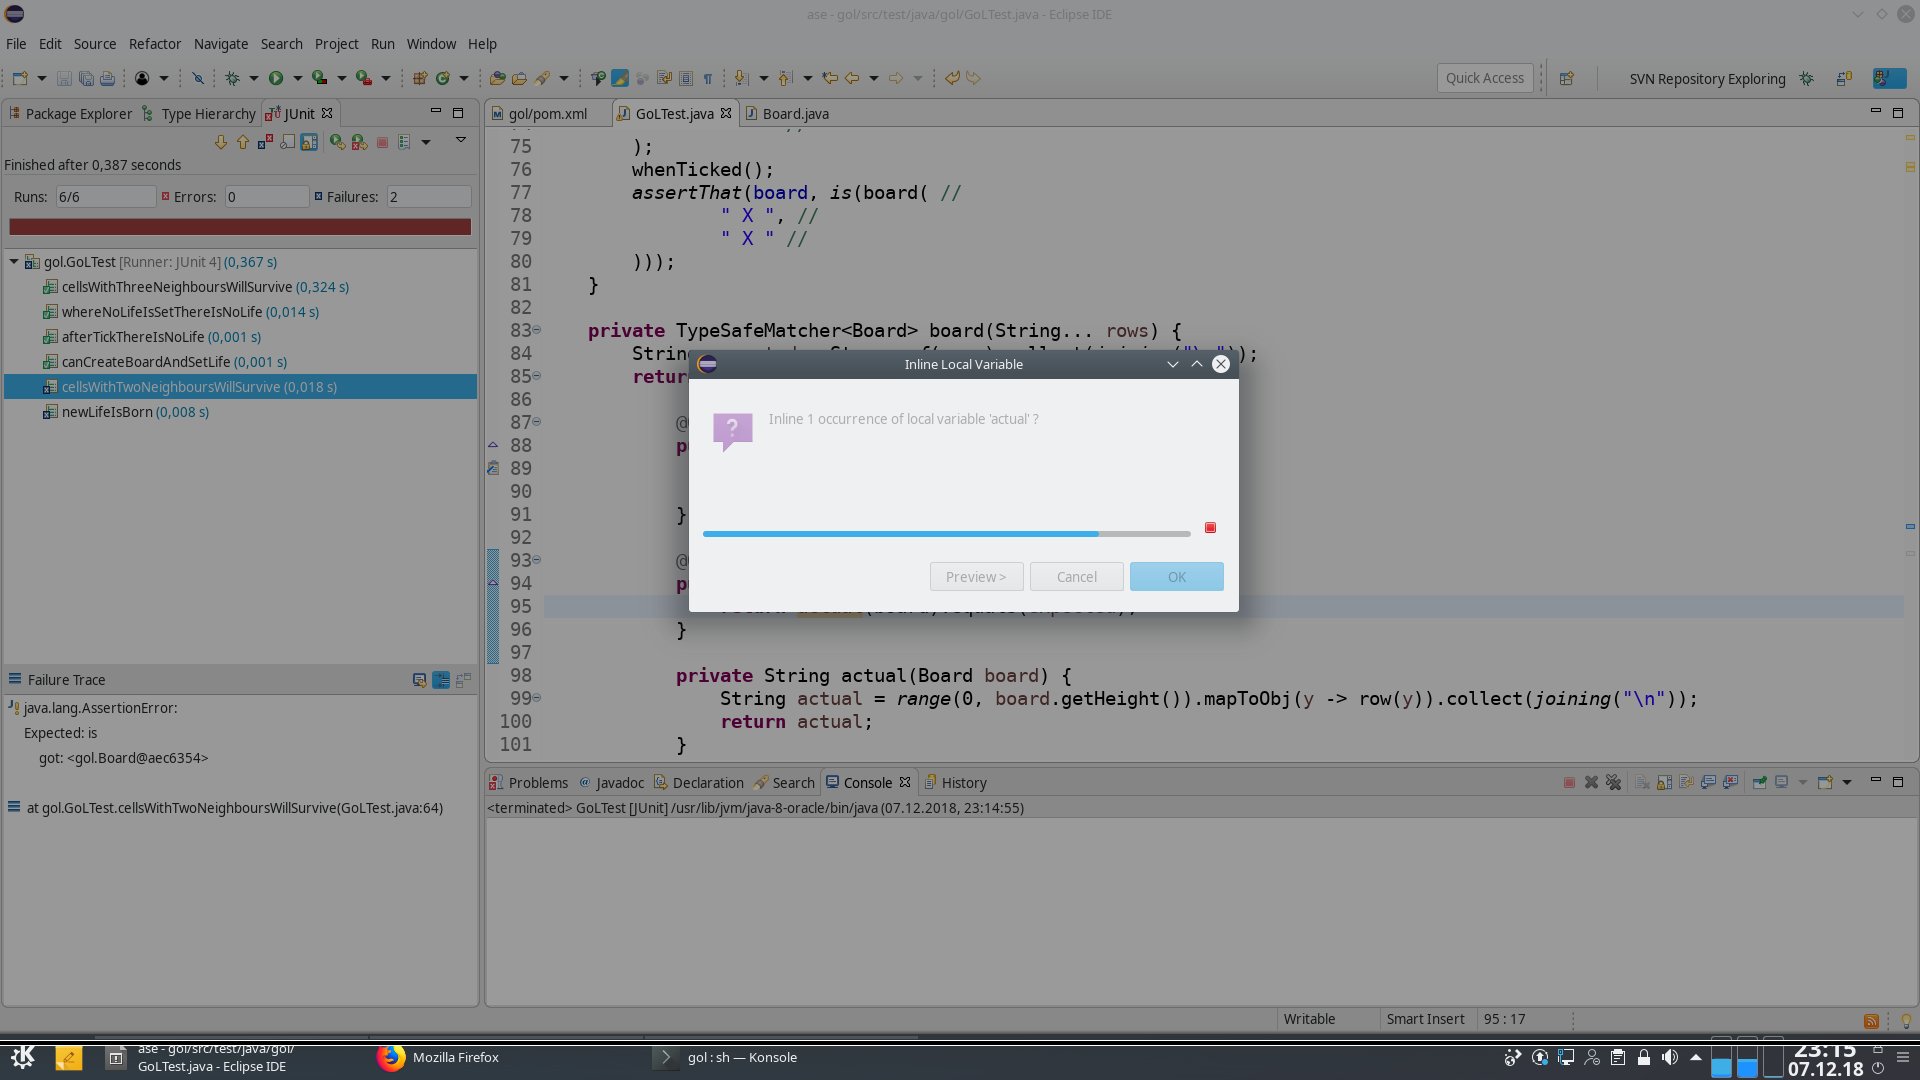 ase - gol/src/test/java/gol/GoLTest.java - Eclipse IDE
File Edit Source Refactor Navigate Search Project Run Window Help
Quick Access
SVN Repository Exploring
Package Explorer Type Hierarchy JUnit
Finished after 0,387 seconds
Runs: 6/6 Errors: 0 Failures: 2
gol.GoLTest [Runner: JUnit 4] (0,367 s)
cellsWithThreeNeighboursWillSurvive (0,324 s)
whereNoLifeIsSetThereIsNoLife (0,014 s)
afterTickThereIsNoLife (0,001 s)
canCreateBoardAndSetLife (0,001 s)
cellsWithTwoNeighboursWillSurvive (0,018 s)
newLifeIsBorn (0,008 s)
Failure Trace
java.lang.AssertionError:
Expected: is
got: <gol.Board@aec6354>
at gol.GoLTest.cellsWithTwoNeighboursWillSurvive(GoLTest.java:64)
gol/pom.xml GoLTest.java Board.java
75 );
76 whenTicked();
77 assertThat(board, is(board( //
78 " X ", //
79 " X " //
80 )));
81 }
82
83 private TypeSafeMatcher<Board> board(String... rows) {
84 String
85 retur
86
87 @
88 p
89
90
91 }
92
93 @
94 p
95
96 }
97
98 private String actual(Board board) {
99 String actual = range(0, board.getHeight()).mapToObj(y -> row(y)).collect(joining("\n"));
100 return actual;
101 }
Inline Local Variable
Inline 1 occurrence of local variable 'actual' ?
Preview > Cancel OK
Problems @ Javadoc Declaration Search Console History
<terminated> GoLTest [JUnit] /usr/lib/jvm/java-8-oracle/bin/java (07.12.2018, 23:14:55)
Writable Smart Insert 95 : 17
ase - gol/src/test/java/gol/
GoLTest.java - Eclipse IDE
Mozilla Firefox
gol : sh — Konsole
23:15
07.12.18